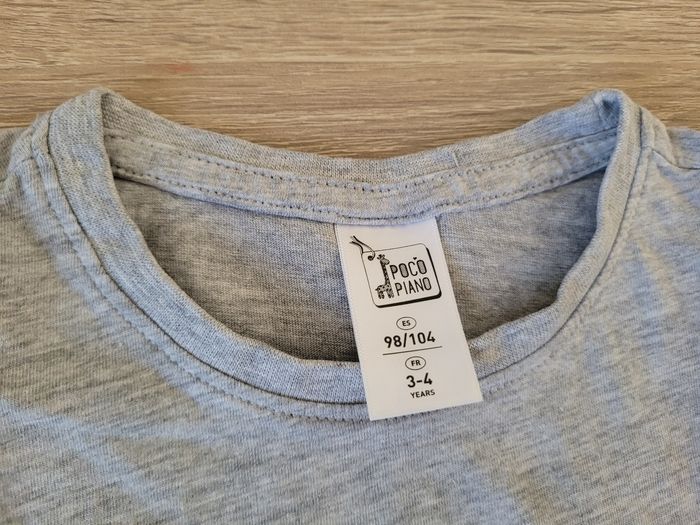 POCO
PIANO
ES
98/104
FR
3-4
YEARS